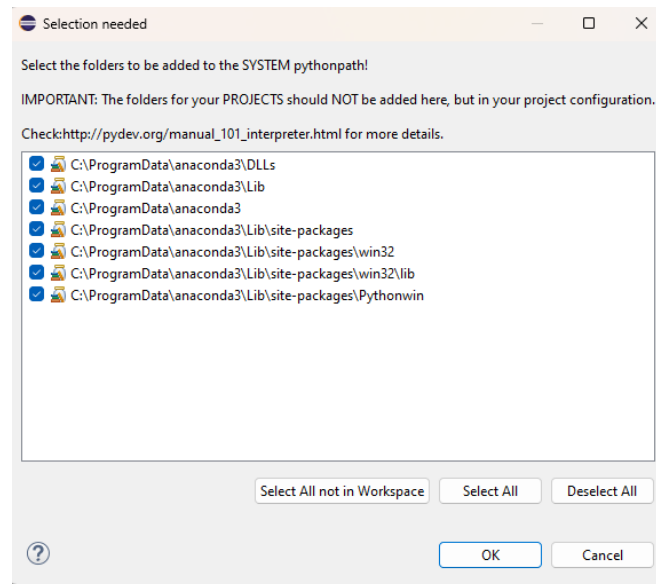 Selection needed
Select the folders to be added to the SYSTEM pythonpath!
IMPORTANT: The folders for your PROJECTS should NOT be added here, but in your project configuration.
Check:http://pydev.org/manual_101_interpreter.html for more details.
C:\ProgramData\anaconda3\DLLs
C:\ProgramData\anaconda3\Lib
C:\ProgramData\anaconda3
C:\ProgramData\anaconda3\Lib\site-packages
C:\ProgramData\anaconda3\Lib\site-packages\win32
C:\ProgramData\anaconda3\Lib\site-packages\win32\lib
C:\ProgramData\anaconda3\Lib\site-packages\Pythonwin
Select All not in Workspace Select All Deselect All
? OK Cancel